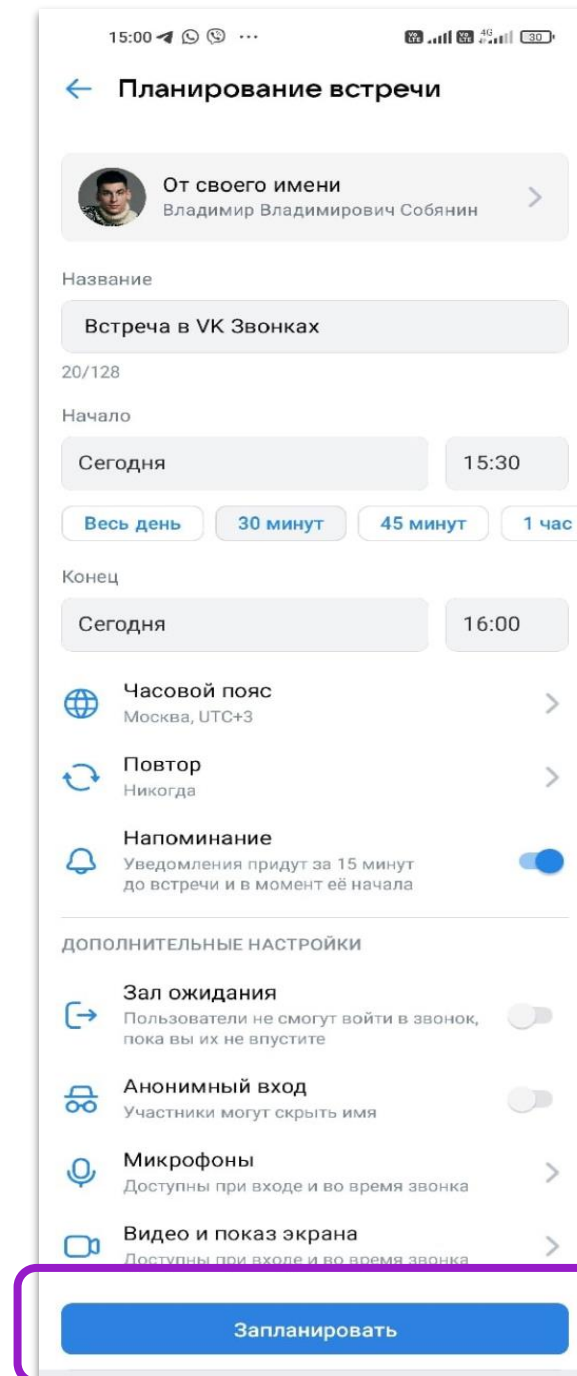 15:00
VoLTE VoLTE 4G 30
Планирование встречи
От своего имени
Владимир Владимирович Собянин
Название
Встреча в VK Звонках
20/128
Начало
Сегодня 15:30
Весь день 30 минут 45 минут 1 час
Конец
Сегодня 16:00
Часовой пояс
Москва, UTC+3
Повтор
Никогда
Напоминание
Уведомления придут за 15 минут
до встречи и в момент её начала
ДОПОЛНИТЕЛЬНЫЕ НАСТРОЙКИ
Зал ожидания
Пользователи не смогут войти в звонок,
пока вы их не впустите
Анонимный вход
Участники могут скрыть имя
Микрофоны
Доступны при входе и во время звонка
Видео и показ экрана
Доступны при входе и во время звонка
Запланировать